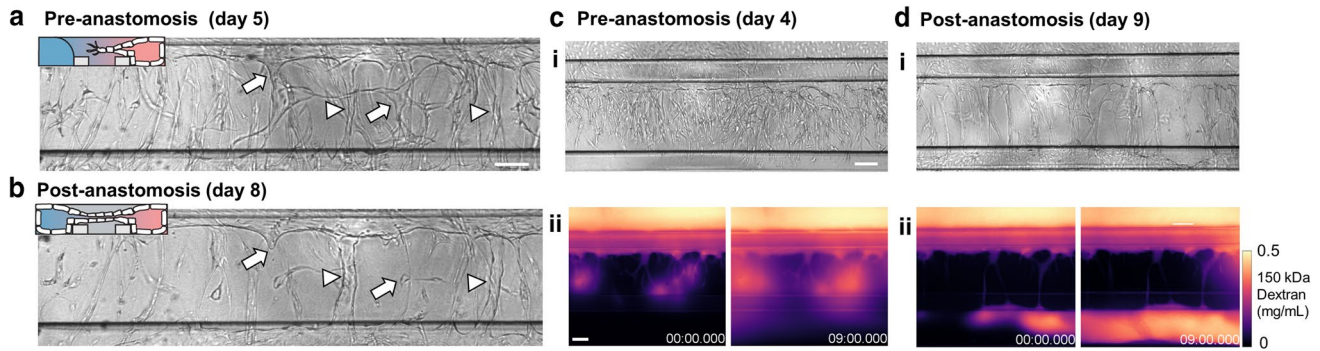 a Pre-anastomosis (day 5)
b Post-anastomosis (day 8)
c Pre-anastomosis (day 4)
i
ii
00:00.000
09:00.000
d Post-anastomosis (day 9)
i
ii
00:00.000
09:00.000
0.5
150 kDa
Dextran
(mg/mL)
0